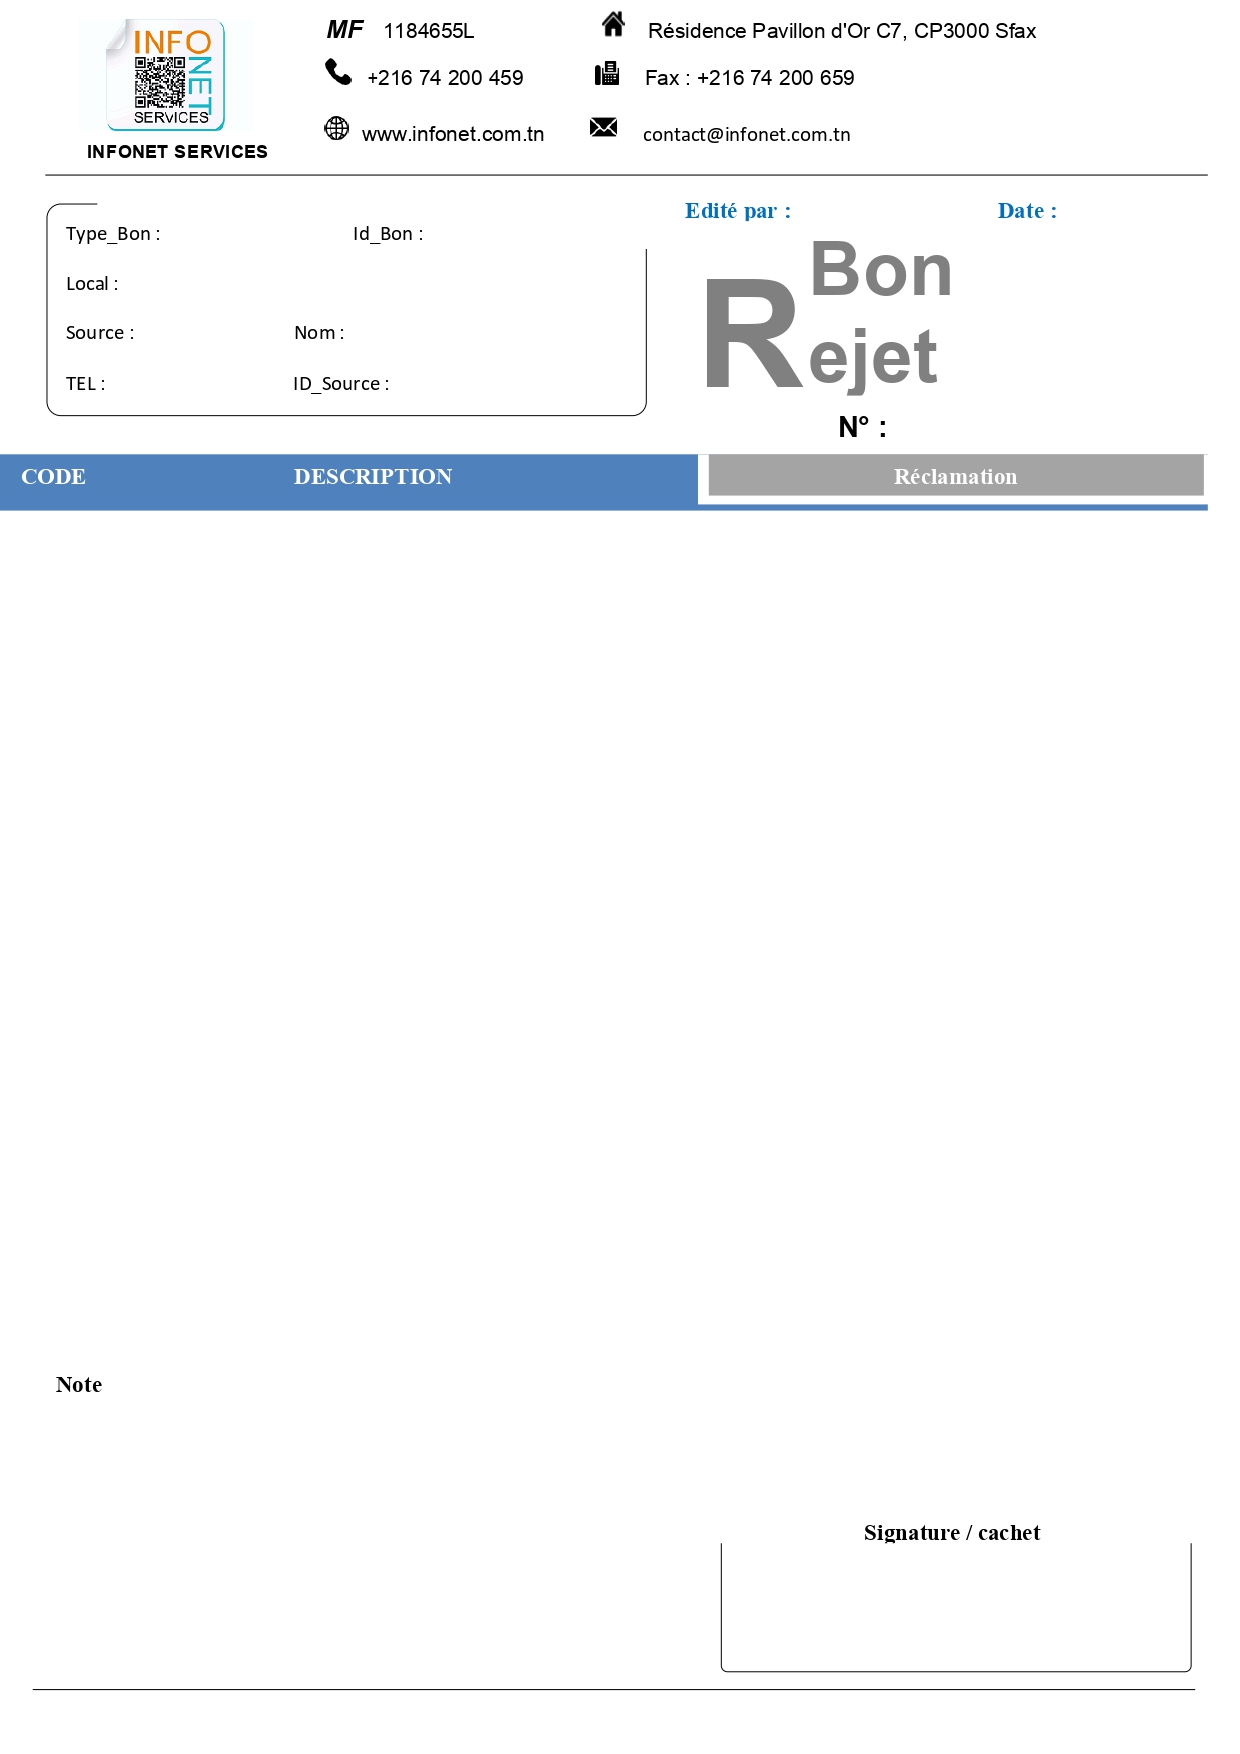 INFO
NET
SERVICES
INFONET SERVICES
MF 1184655L
Résidence Pavillon d'Or C7, CP3000 Sfax
+216 74 200 459
Fax : +216 74 200 659
www.infonet.com.tn
contact@infonet.com.tn
Edité par :
Date :
Type_Bon :
Id_Bon :
Local :
Source :
Nom :
TEL :
ID_Source :
Bon
Rejet
N° :
CODE
DESCRIPTION
Réclamation
Note
Signature / cachet